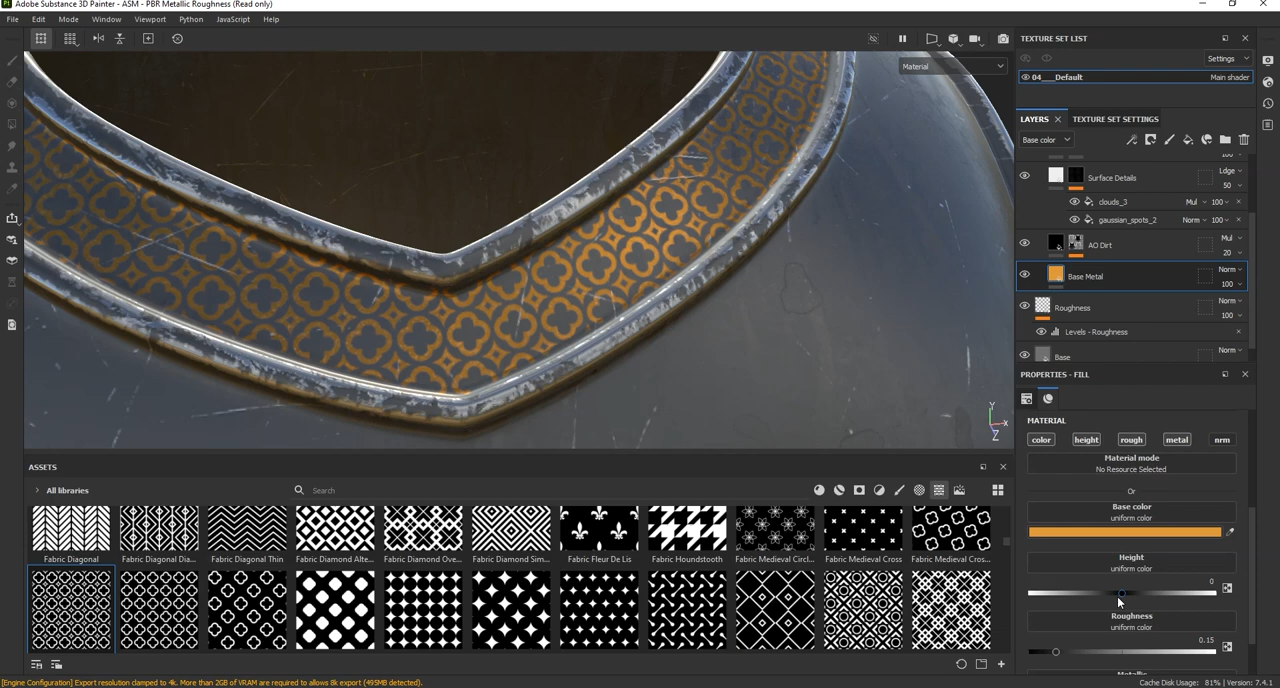 Adobe Substance 3D Painter - ASM - PBR Metallic Roughness (Read only)
File Edit Mode Window Viewport Python JavaScript Help
Material
TEXTURE SET LIST
Settings
04___Default Main shader
LAYERS TEXTURE SET SETTINGS
Base color
100
Surface Details Ldge 50
clouds_3 Mul 100
gaussian_spots_2 Norm 100
AO Dirt Mul 20
Base Metal Norm 100
Roughness Norm 100
Levels - Roughness
Base Norm
PROPERTIES - FILL
MATERIAL
color height rough metal nrm
Material mode
No Resource Selected
Or
Base color
uniform color
Height
uniform color
0
Roughness
uniform color
0.15
Y
X
Z
ASSETS
All libraries Search
Fabric Diagonal Fabric Diagonal Dia... Fabric Diagonal Thin Fabric Diamond Alte... Fabric Diamond Ove... Fabric Diamond Sim... Fabric Fleur De Lis Fabric Houndstooth Fabric Medieval Circl... Fabric Medieval Cross Fabric Medieval Cros...
[Engine Configuration] Export resolution clamped to 4k. More than 2GB of VRAM are required to allows 8k export (495MB detected).
Cache Disk Usage: 81% | Version: 7.4.1